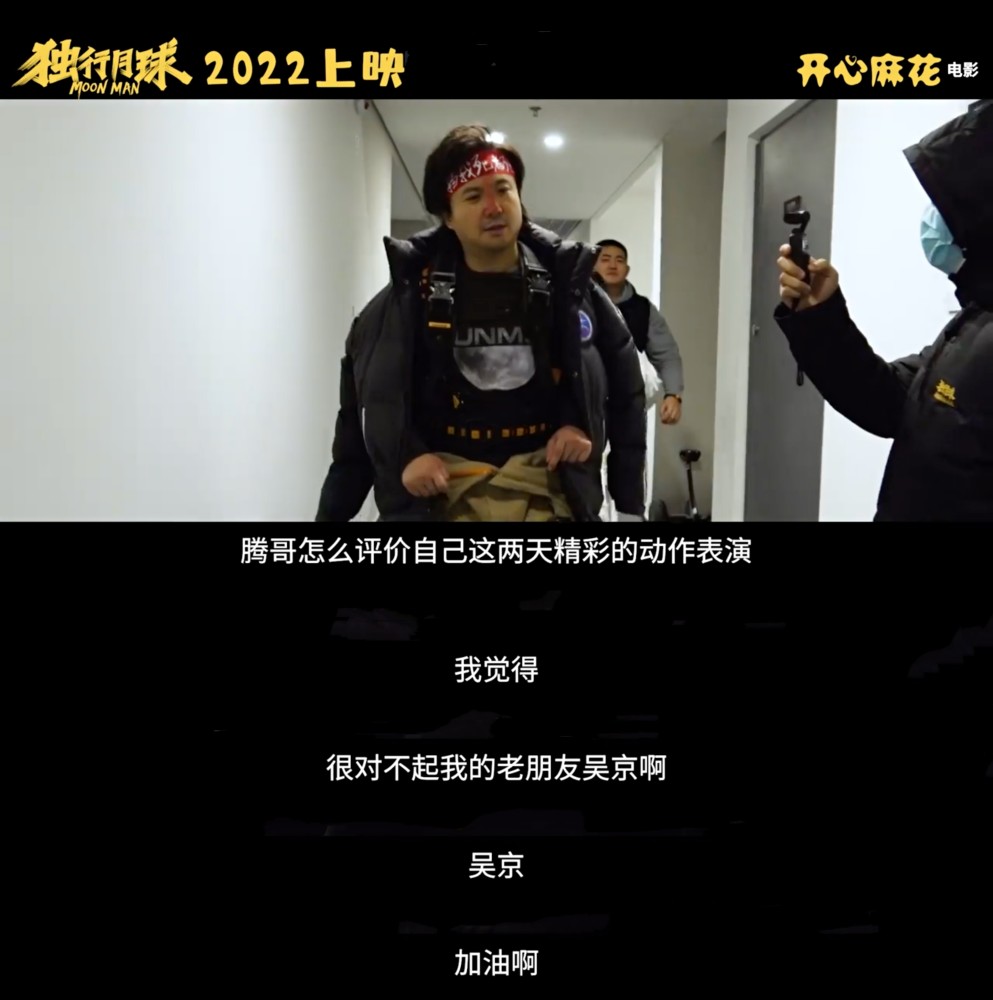 独行月球 2022上映
MOON MAN
开心麻花 电影
腾哥怎么评价自己这两天精彩的动作表演
我觉得
很对不起我的老朋友吴京啊
吴京
加油啊